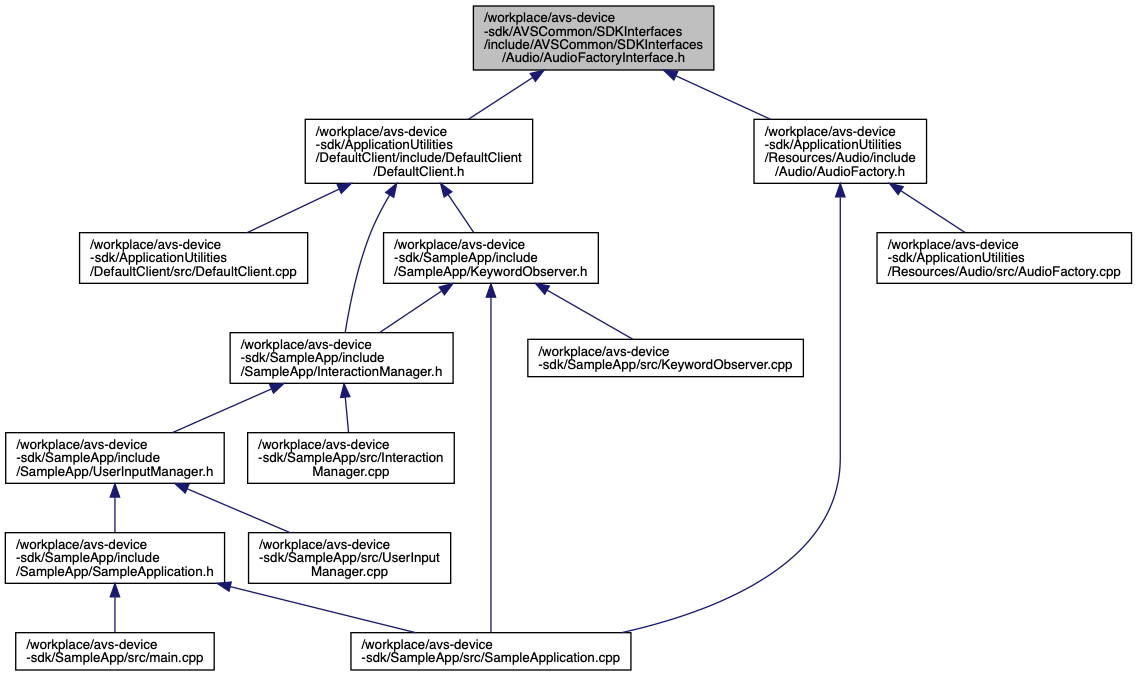 /workplace/avs-device
-sdk/AVSCommon/SDKInterfaces
/include/AVSCommon/SDKInterfaces
/Audio/AudioFactoryInterface.h
/workplace/avs-device
-sdk/ApplicationUtilities
/DefaultClient/include/DefaultClient
/DefaultClient.h
/workplace/avs-device
-sdk/ApplicationUtilities
/Resources/Audio/include
/Audio/AudioFactory.h
/workplace/avs-device
-sdk/ApplicationUtilities
/DefaultClient/src/DefaultClient.cpp
/workplace/avs-device
-sdk/SampleApp/include
/SampleApp/KeywordObserver.h
/workplace/avs-device
-sdk/ApplicationUtilities
/Resources/Audio/src/AudioFactory.cpp
/workplace/avs-device
-sdk/SampleApp/include
/SampleApp/InteractionManager.h
/workplace/avs-device
-sdk/SampleApp/src/KeywordObserver.cpp
/workplace/avs-device
-sdk/SampleApp/include
/SampleApp/UserInputManager.h
/workplace/avs-device
-sdk/SampleApp/src/Interaction
Manager.cpp
/workplace/avs-device
-sdk/SampleApp/include
/SampleApp/SampleApplication.h
/workplace/avs-device
-sdk/SampleApp/src/UserInput
Manager.cpp
/workplace/avs-device
-sdk/SampleApp/src/main.cpp
/workplace/avs-device
-sdk/SampleApp/src/SampleApplication.cpp